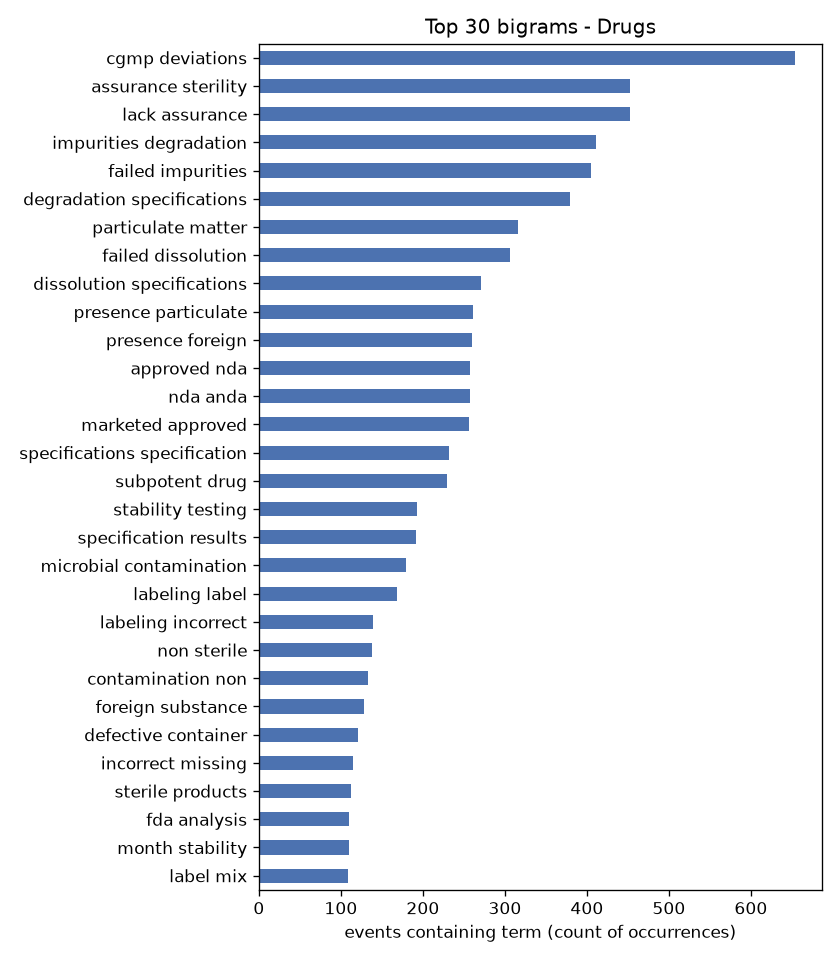 Top 30 bigrams - Drugs
cgmp deviations
assurance sterility
lack assurance
impurities degradation
failed impurities
degradation specifications
particulate matter
failed dissolution
dissolution specifications
presence particulate
presence foreign
approved nda
nda anda
marketed approved
specifications specification
subpotent drug
stability testing
specification results
microbial contamination
labeling label
labeling incorrect
non sterile
contamination non
foreign substance
defective container
incorrect missing
sterile products
fda analysis
month stability
label mix
0 100 200 300 400 500 600
events containing term (count of occurrences)